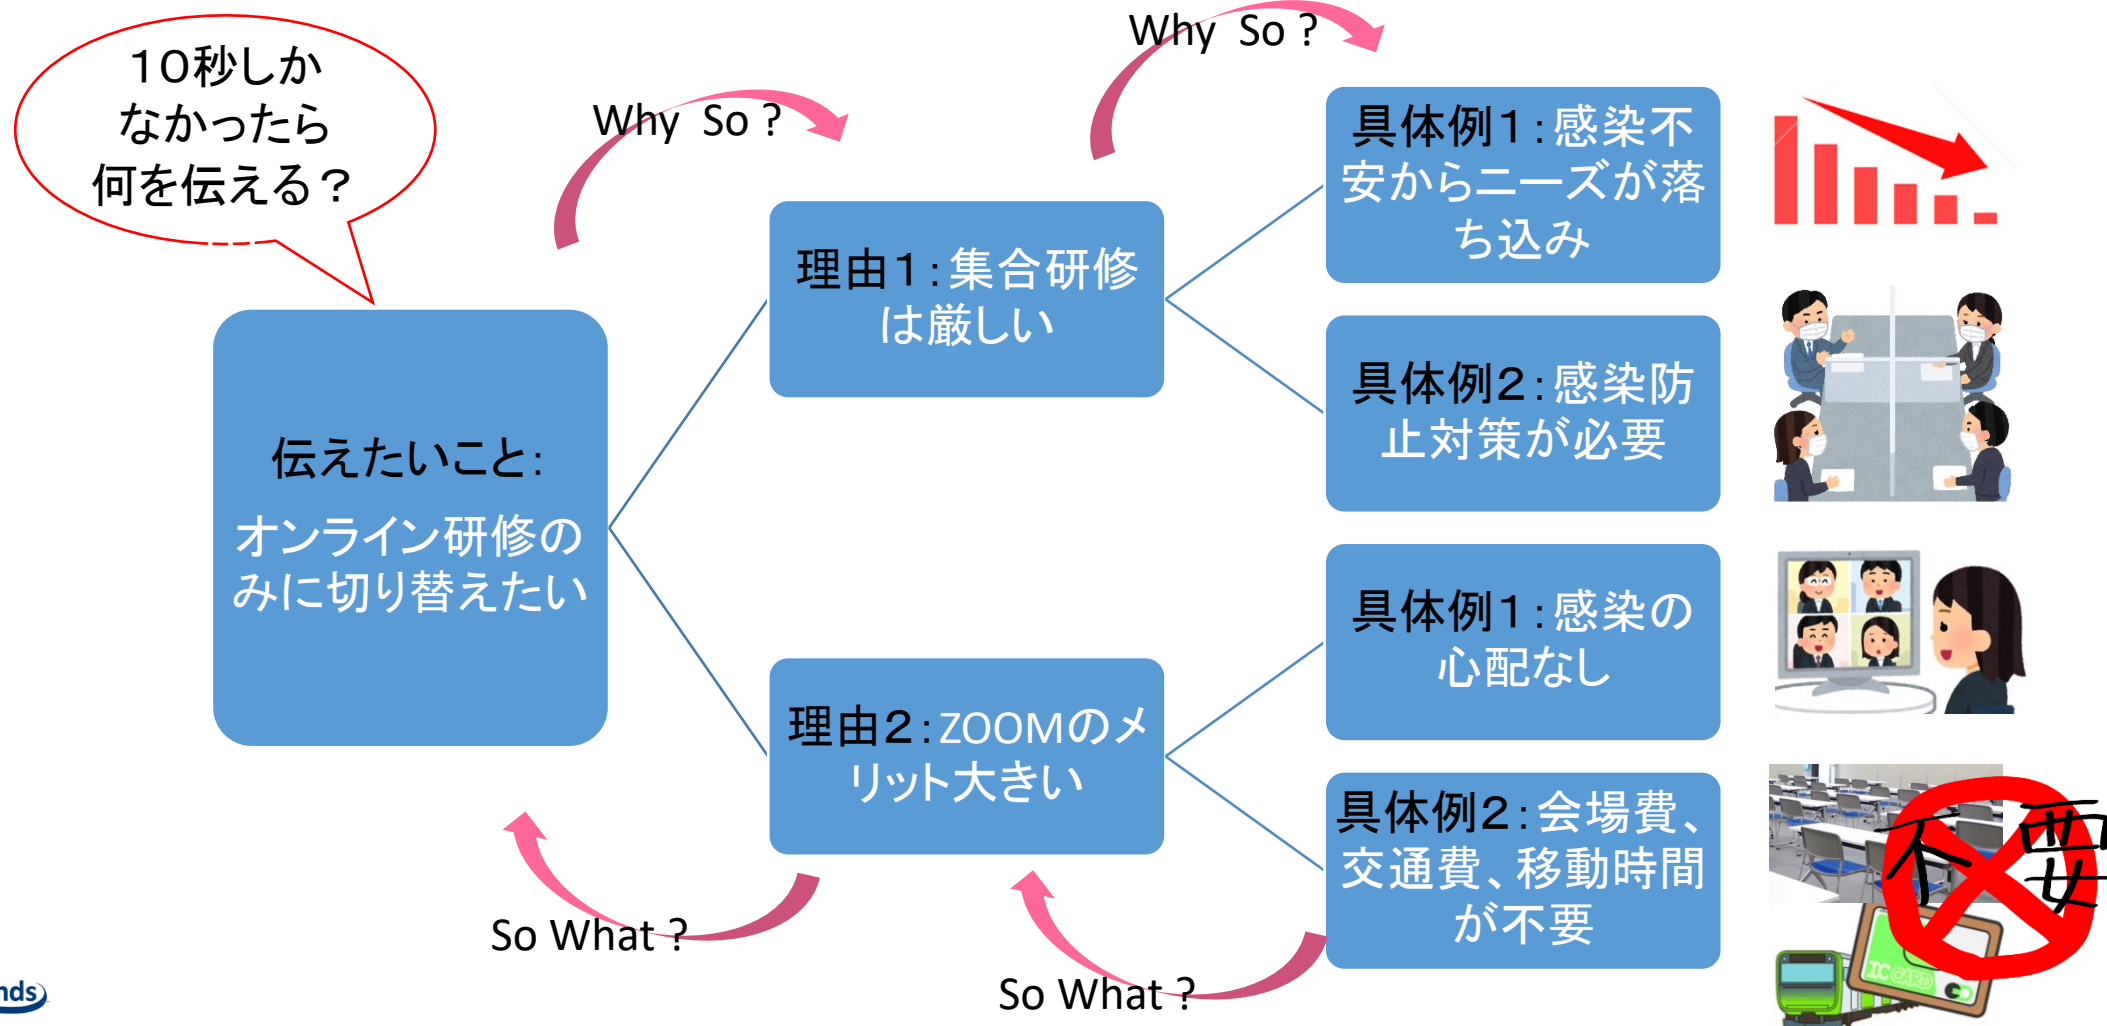 10秒しか
なかったら
何を伝える？
Why So ?
Why So ?
伝えたいこと:
オンライン研修の
みに切り替えたい
理由1:集合研修
は厳しい
理由2:ZOOMのメ
リット大きい
具体例1:感染不
安からニーズが落
ち込み
具体例2:感染防
止対策が必要
具体例1:感染の
心配なし
具体例2:会場費、
交通費、移動時間
が不要
不要
IC CARD
So What ?
So What ?
nds